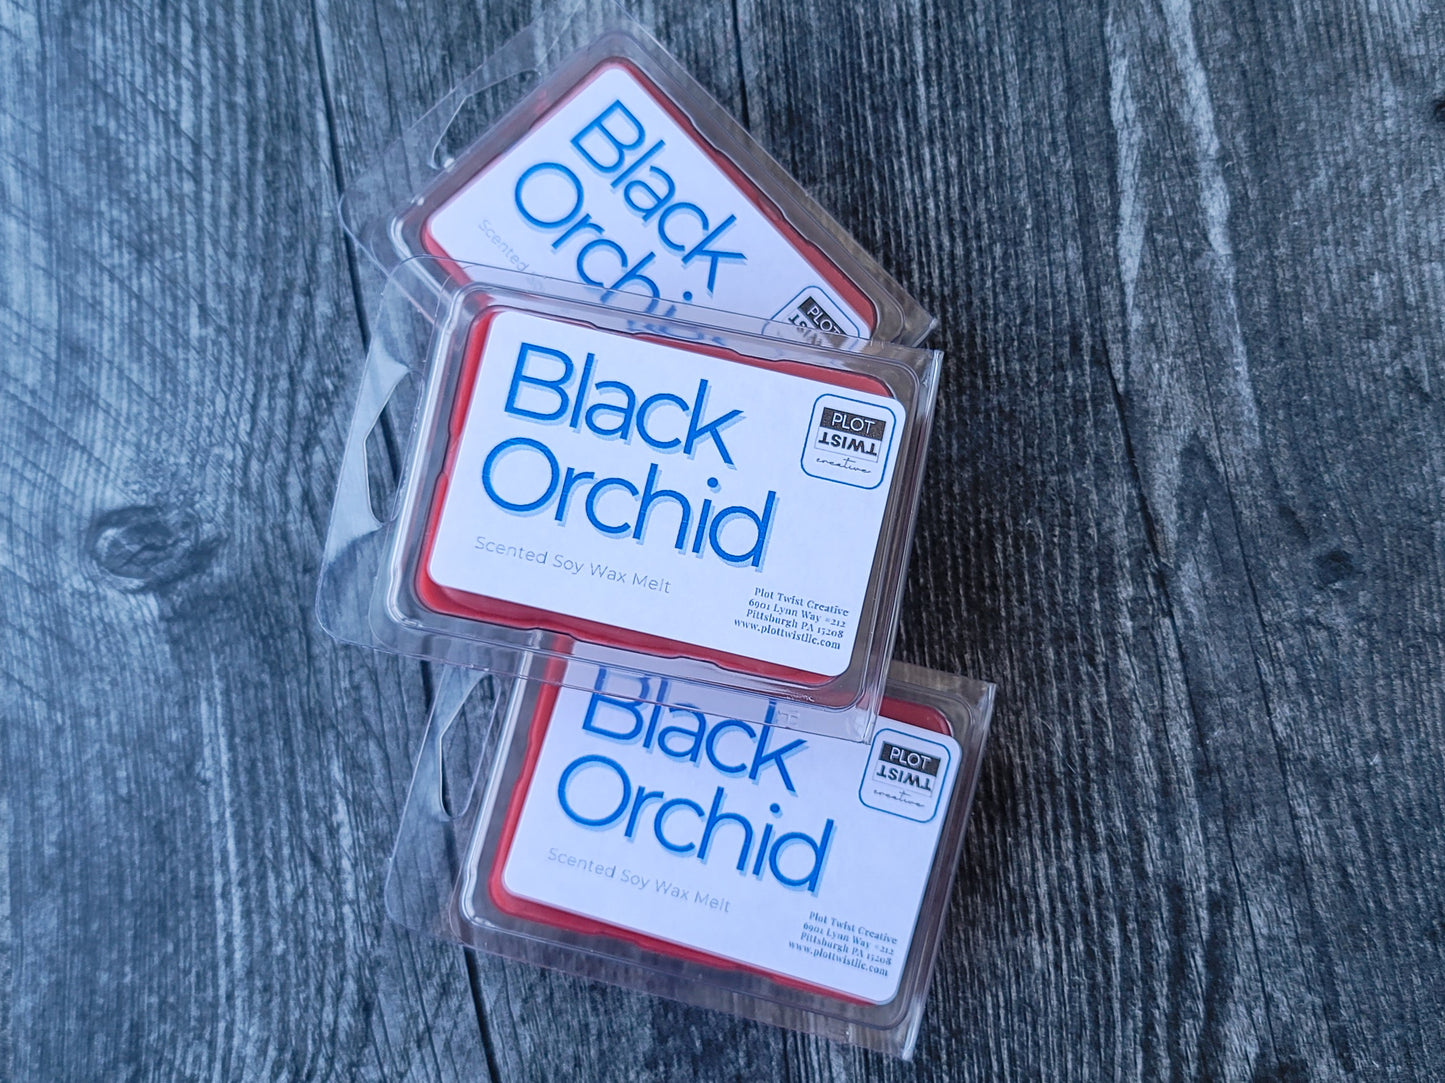 Black
Orchid
Scented
PLOT
Black
Orchid
Scented Soy Wax Melt
PLOT
TWIST
creative
Plot Twist Creative
6901 Lynn Way #212
Pittsburgh PA 15208
www.plottwistllc.com
Black
Orchid
Scented Soy Wax Melt
PLOT
TWIST
creative
Plot Twist Creative
6901 Lynn Way #212
Pittsburgh PA 15208
www.plottwistllc.com